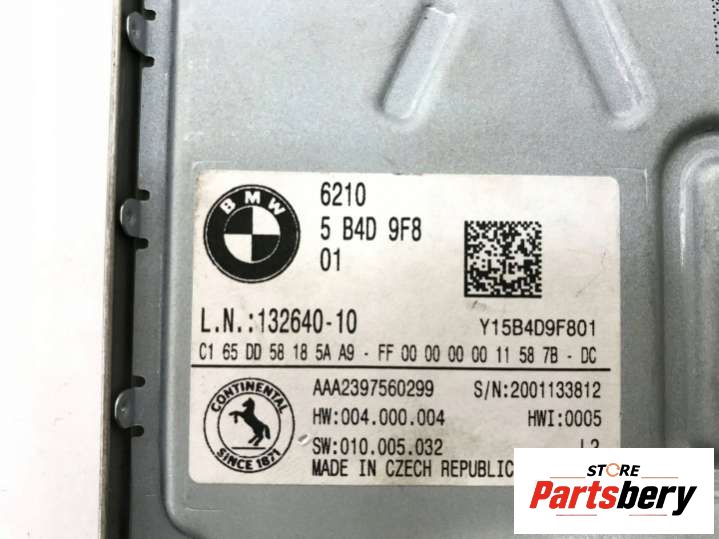 BMW
6210
5 B4D 9F8
01
L.N.:132640-10
Y15B4D9F801
C1 65 DD 58 18 5A A9 - FF 00 00 00 00 11 58 7B - DC
CONTINENTAL
SINCE 1871
AAA2397560299 S/N:2001133812
HW:004.000.004 HWI:0005
SW:010.005.032
MADE IN CZECH REPUBLIC
STORE
Partsbery